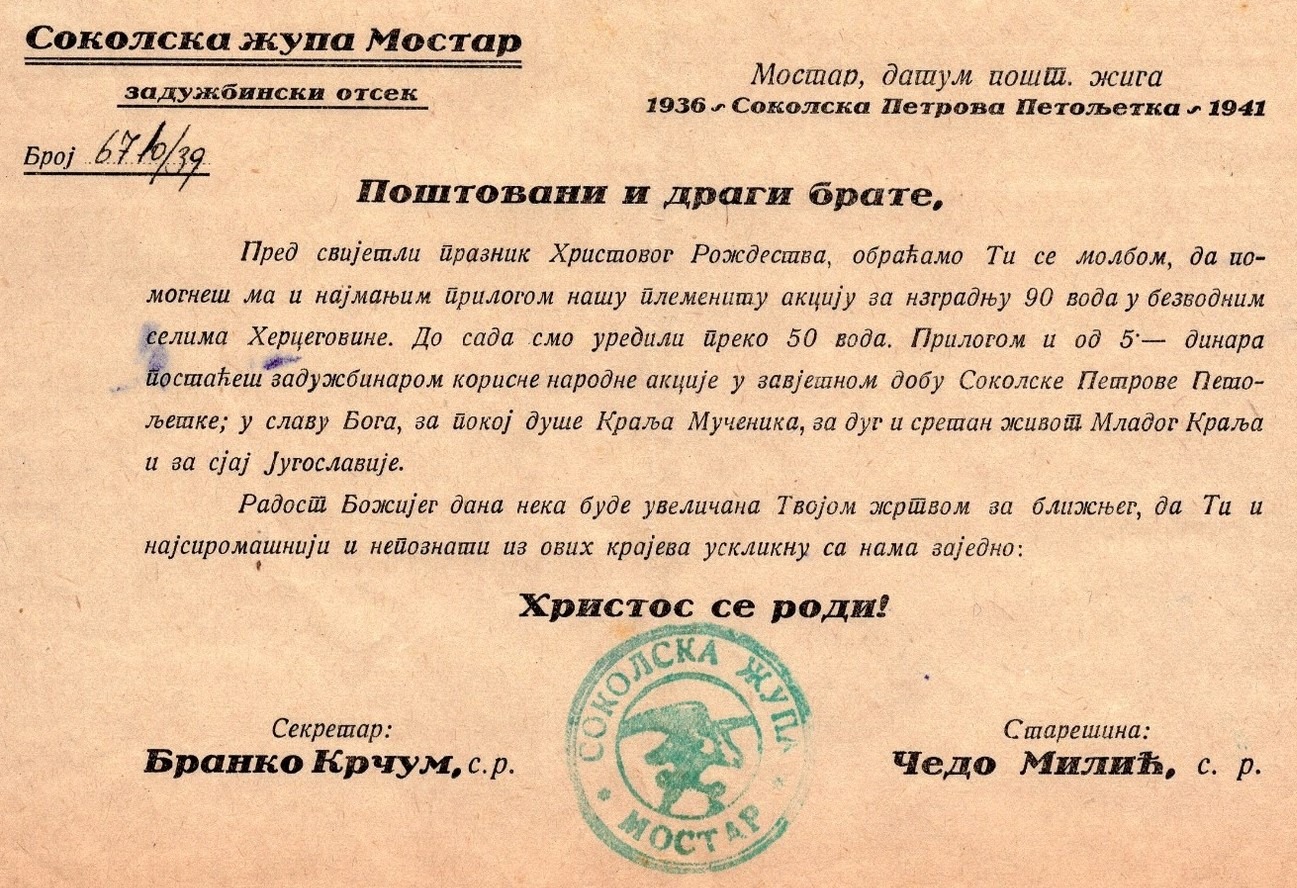 Соколска жупа Мостар
задужбински отсек
Мостар, датум пошт. жига
1936 ~ Соколска Петрова Петољетка ~ 1941
Број 6710/39
Поштовани и драги брате,
Пред свијетли празник Христовог Рождества, обраћамо Ти се молбом, да по-
могнеш ма и најмањим прилогом нашу племениту акцију за нзградњу 90 вода у безводним
селима Херцеговине. До сада смо уредили преко 50 вода. Прилогом и од 5·— динара
постаћеш задужбинаром корисне народне акције у завјетном добу Соколске Петрове Пето-
љетке; у славу Бога, за покој душе Краља Мученика, за дуг и сретан живот Младог Краља
и за сјај Југославије.
Радост Божијег дана нека буде увеличана Твојом жртвом за ближњег, да Ти и
најсиромашнији и непознати из ових крајева ускликну са нама заједно:
Христос се роди!
СОКОЛСКА ЖУПА
* МОСТАР *
Секретар:
Бранко Крчум, с.р.
Старешина:
Чедо Милић, с. р.